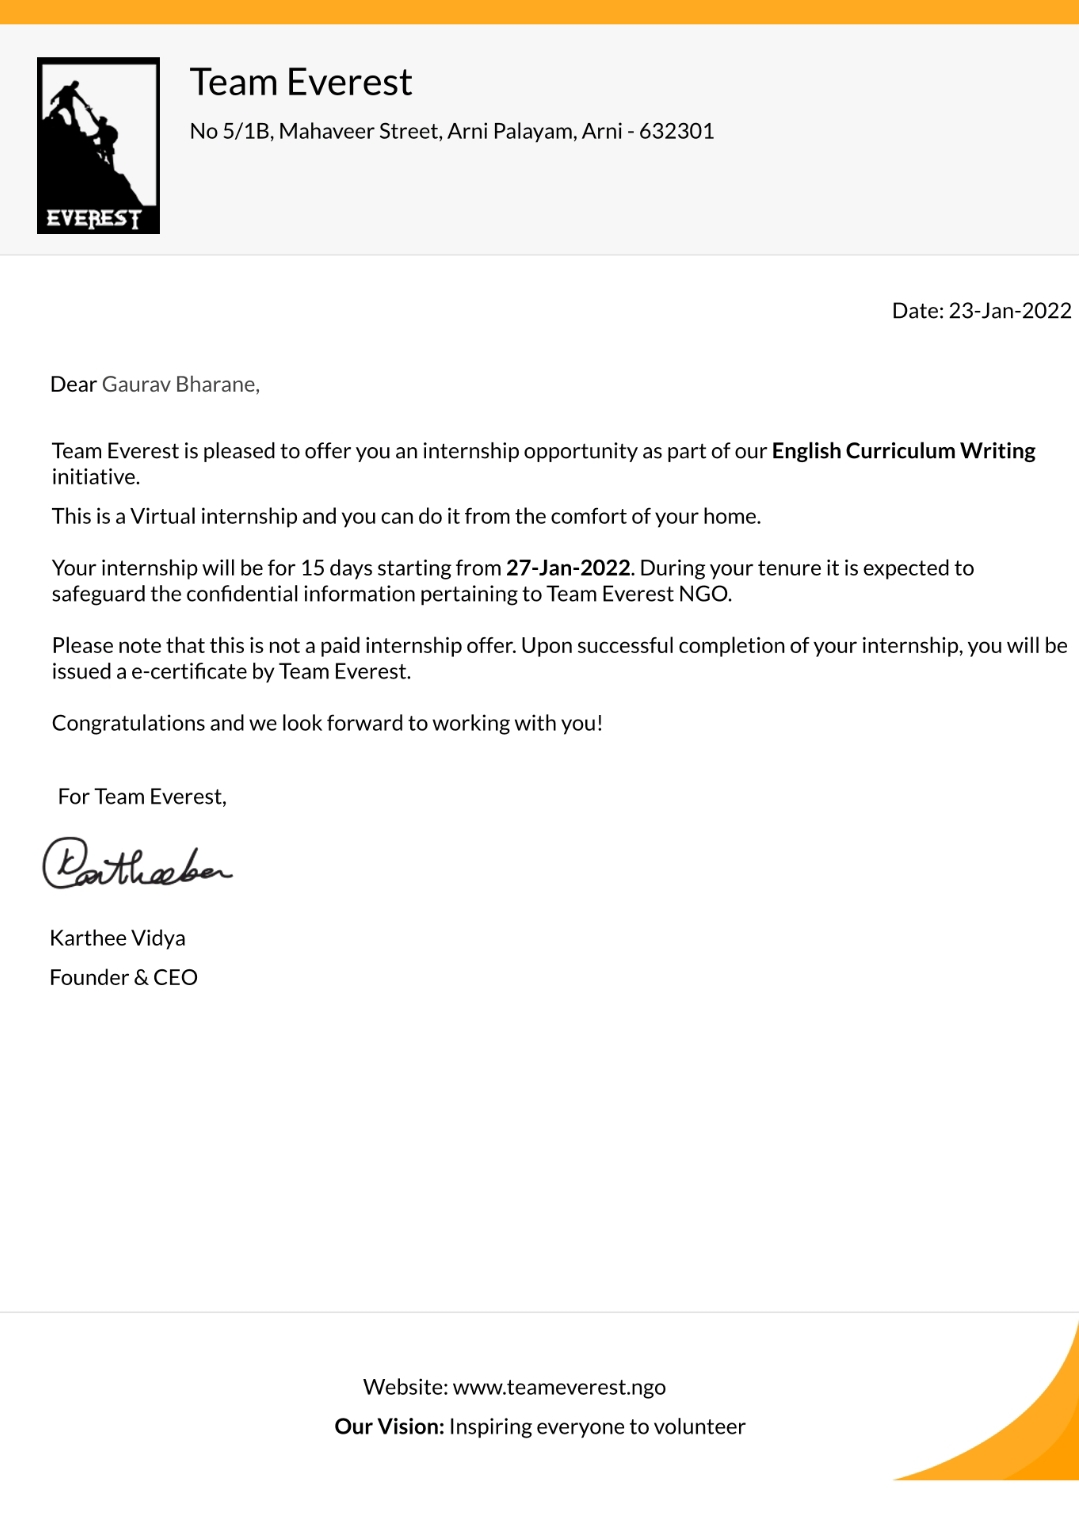 EVEREST
Team Everest
No 5/1B, Mahaveer Street, Arni Palayam, Arni - 632301
Date: 23-Jan-2022
Dear Gaurav Bharane,
Team Everest is pleased to offer you an internship opportunity as part of our English Curriculum Writing
initiative.
This is a Virtual internship and you can do it from the comfort of your home.
Your internship will be for 15 days starting from 27-Jan-2022. During your tenure it is expected to
safeguard the confidential information pertaining to Team Everest NGO.
Please note that this is not a paid internship offer. Upon successful completion of your internship, you will be
issued a e-certificate by Team Everest.
Congratulations and we look forward to working with you!
For Team Everest,
Karthee Vidya
Founder & CEO
Website: www.teameverest.ngo
Our Vision: Inspiring everyone to volunteer